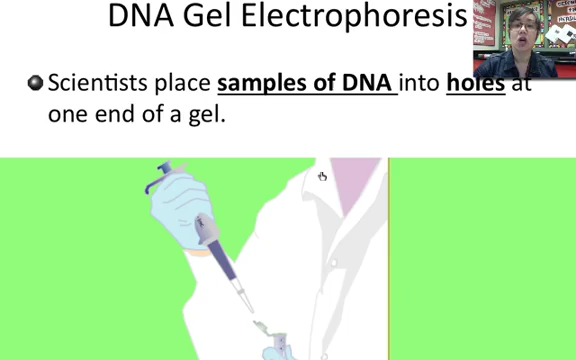 DNA Gel Electrophoresis
Scientists place samples of DNA into holes at
one end of a gel.